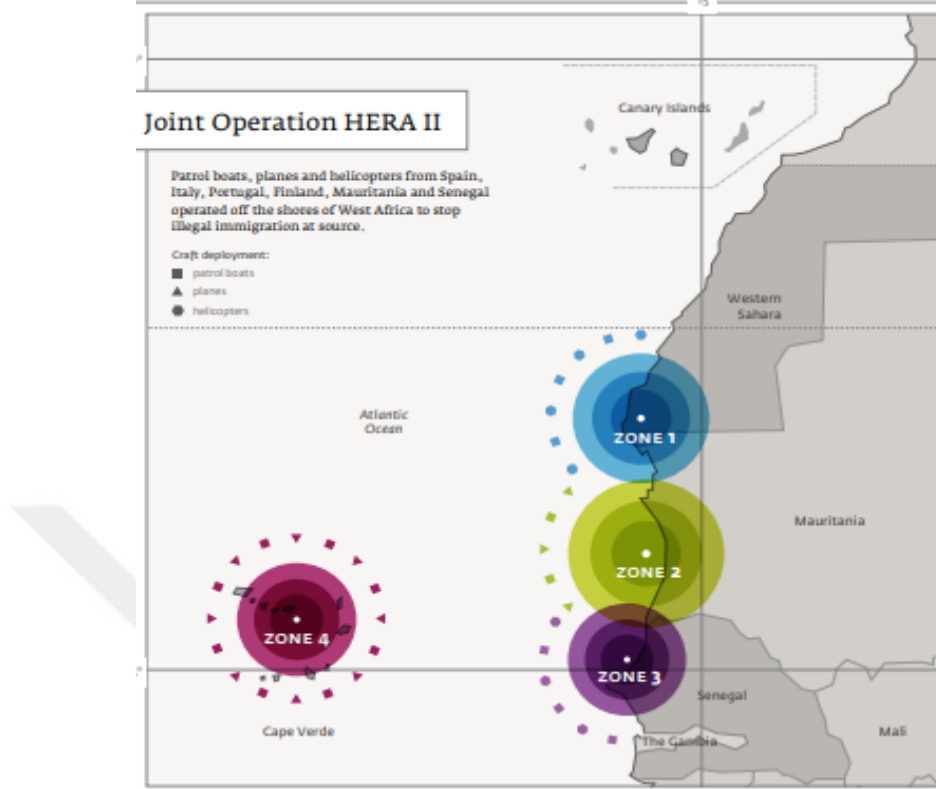 Canary Islands
Joint Operation HERA II
Patrol boats, planes and helicopters from Spain,
Italy, Portugal, Finland, Mauritania and Senegal
operated off the shores of West Africa to stop
illegal immigration at source.
Craft deployment:
patrol boats
planes
helicopters
Western
Sahara
Atlantic
Ocean
ZONE 1
Mauritania
ZONE 2
ZONE 4
ZONE 3
Senegal
Cape Verde
The Gambia
Mali